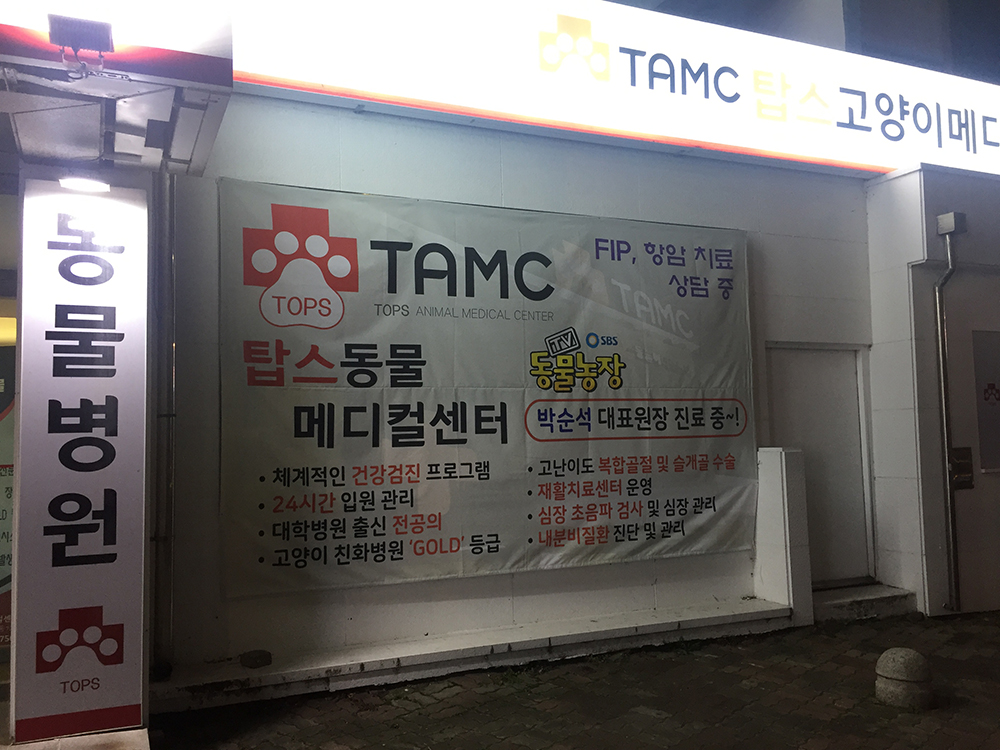 TAMC 탑스고양이메디
동물병원
TOPS
TOPS
TAMC
TOPS ANIMAL MEDICAL CENTER
FIP, 항암 치료
상담 중
탑스동물
메디컬센터
TV
동물농장
SBS
박순석 대표원장 진료 중~!
• 체계적인 건강검진 프로그램
• 24시간 입원 관리
• 대학병원 출신 전공의
• 고양이 친화병원 ‘GOLD’ 등급
• 고난이도 복합골절 및 슬개골 수술
• 재활치료센터 운영
• 심장 초음파 검사 및 심장 관리
• 내분비질환 진단 및 관리